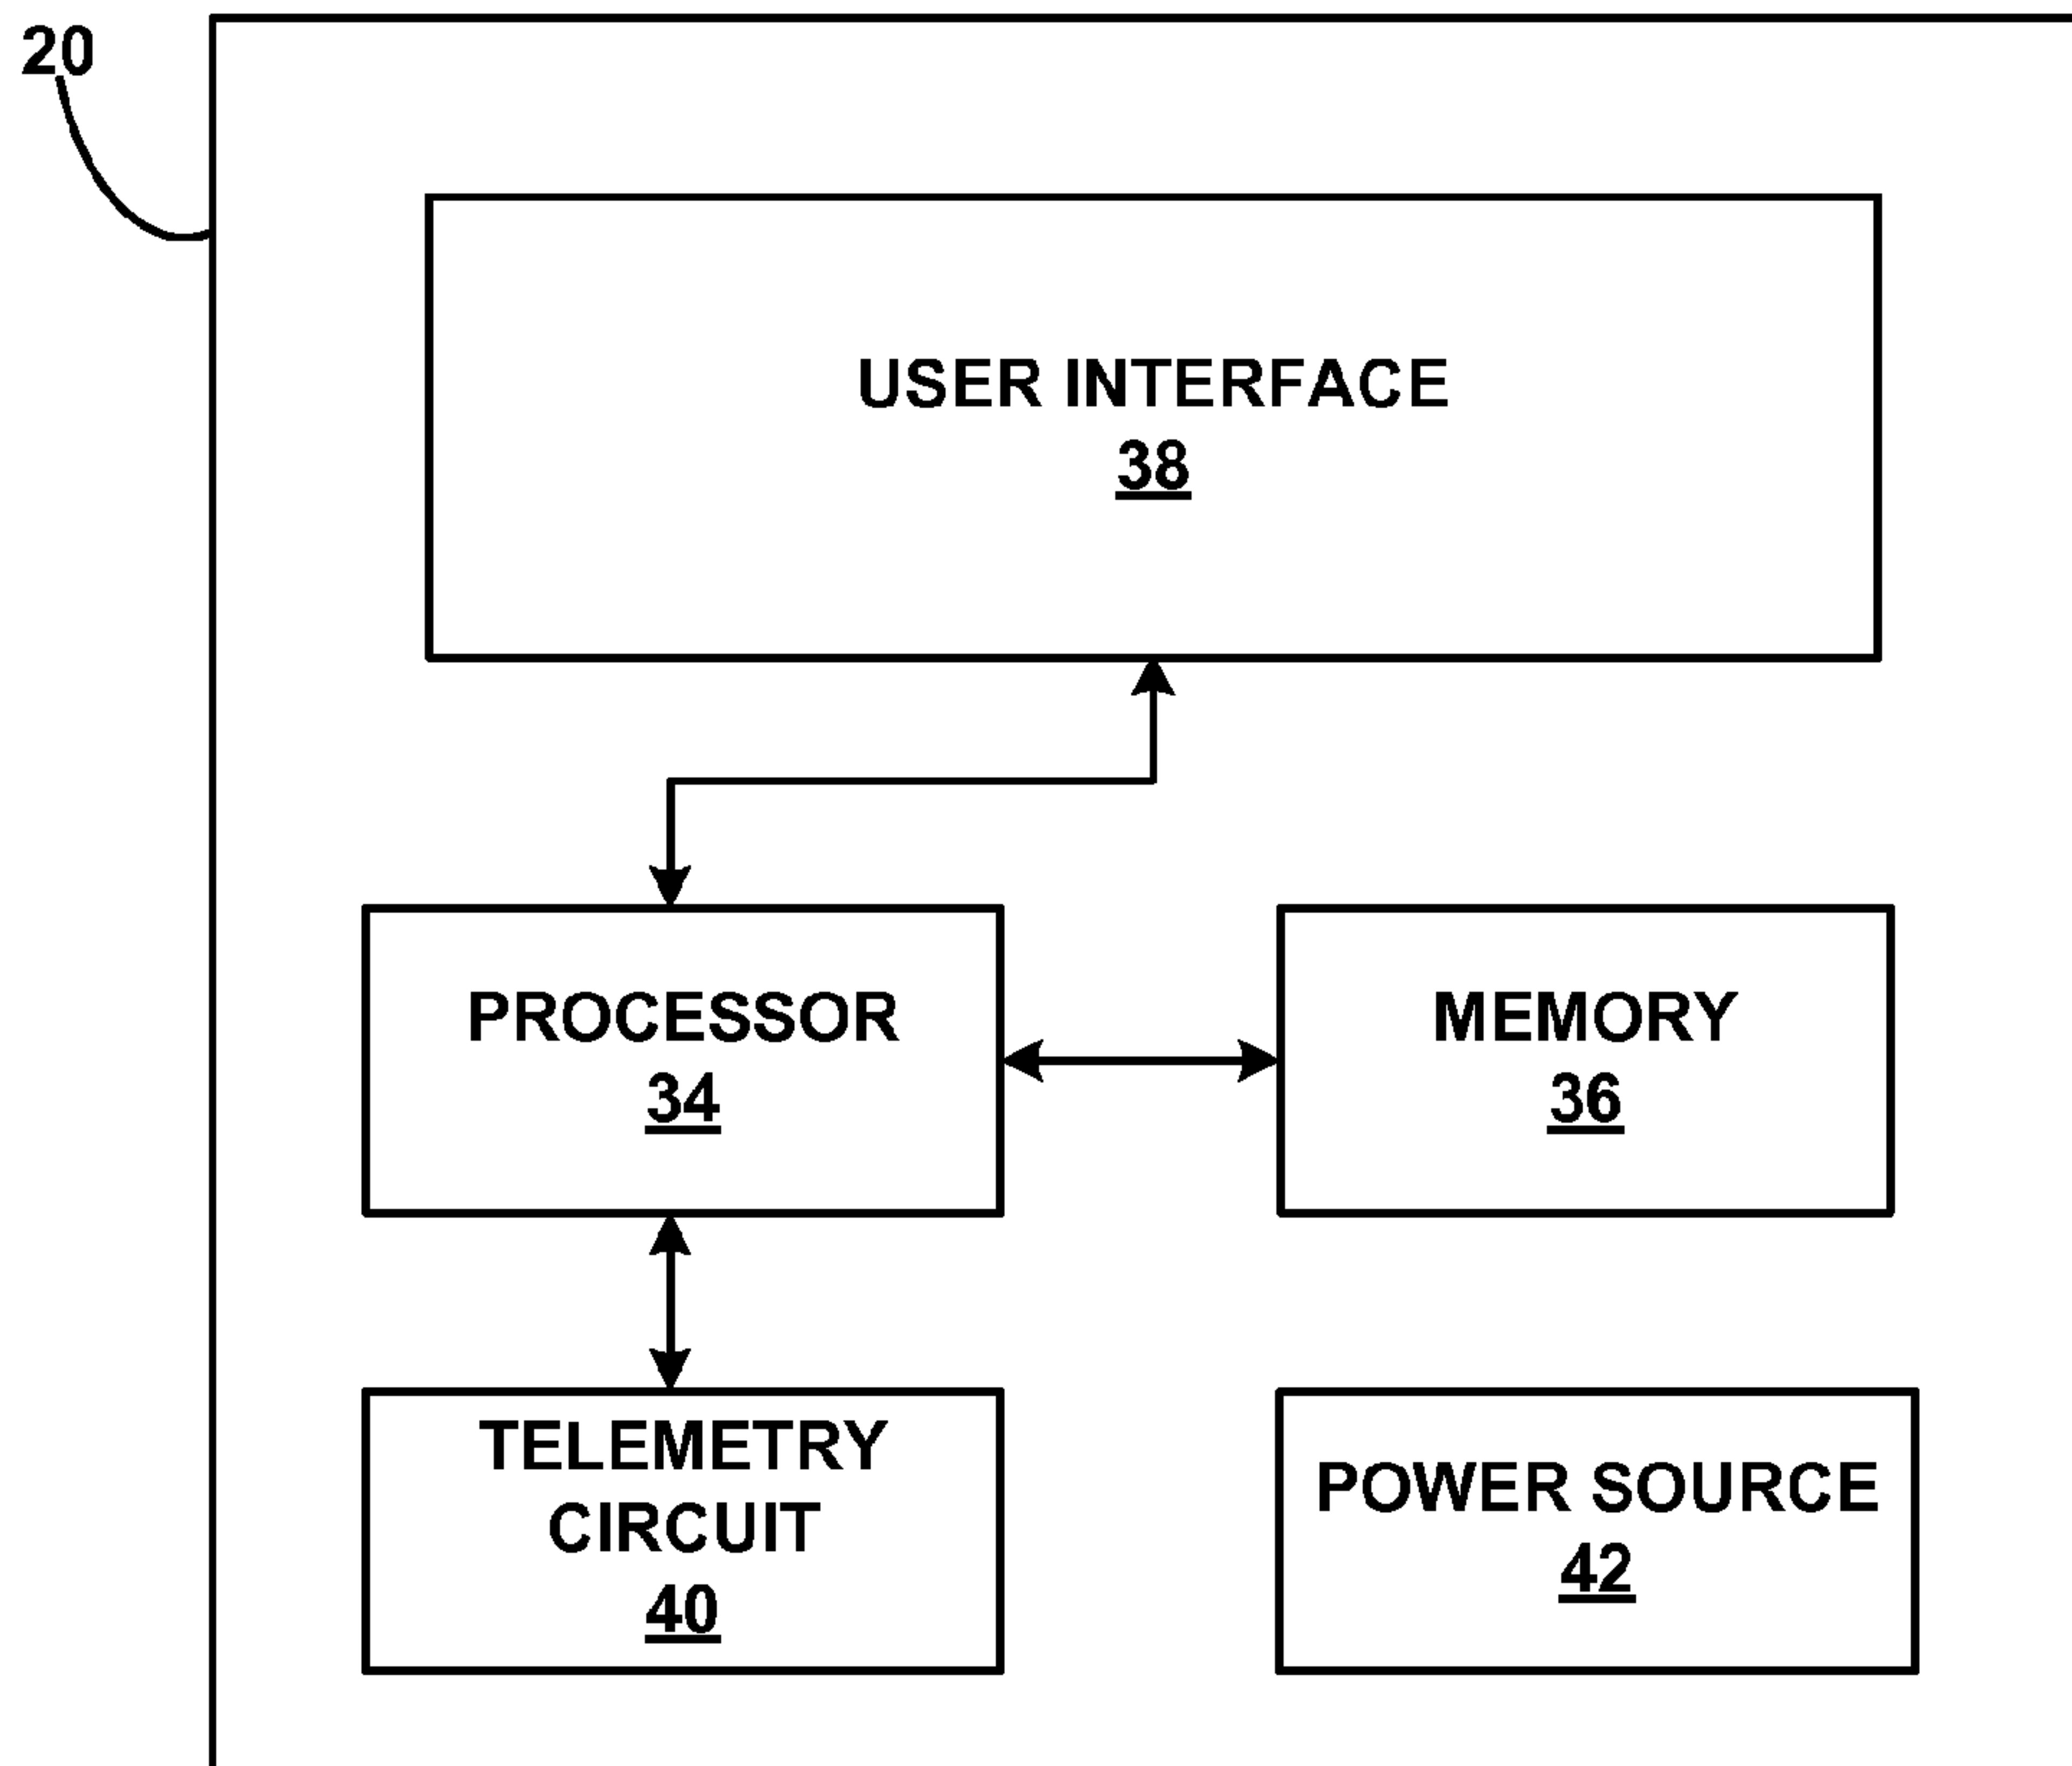 20
USER INTERFACE
38
PROCESSOR
34
MEMORY
36
TELEMETRY
CIRCUIT
40
POWER SOURCE
42